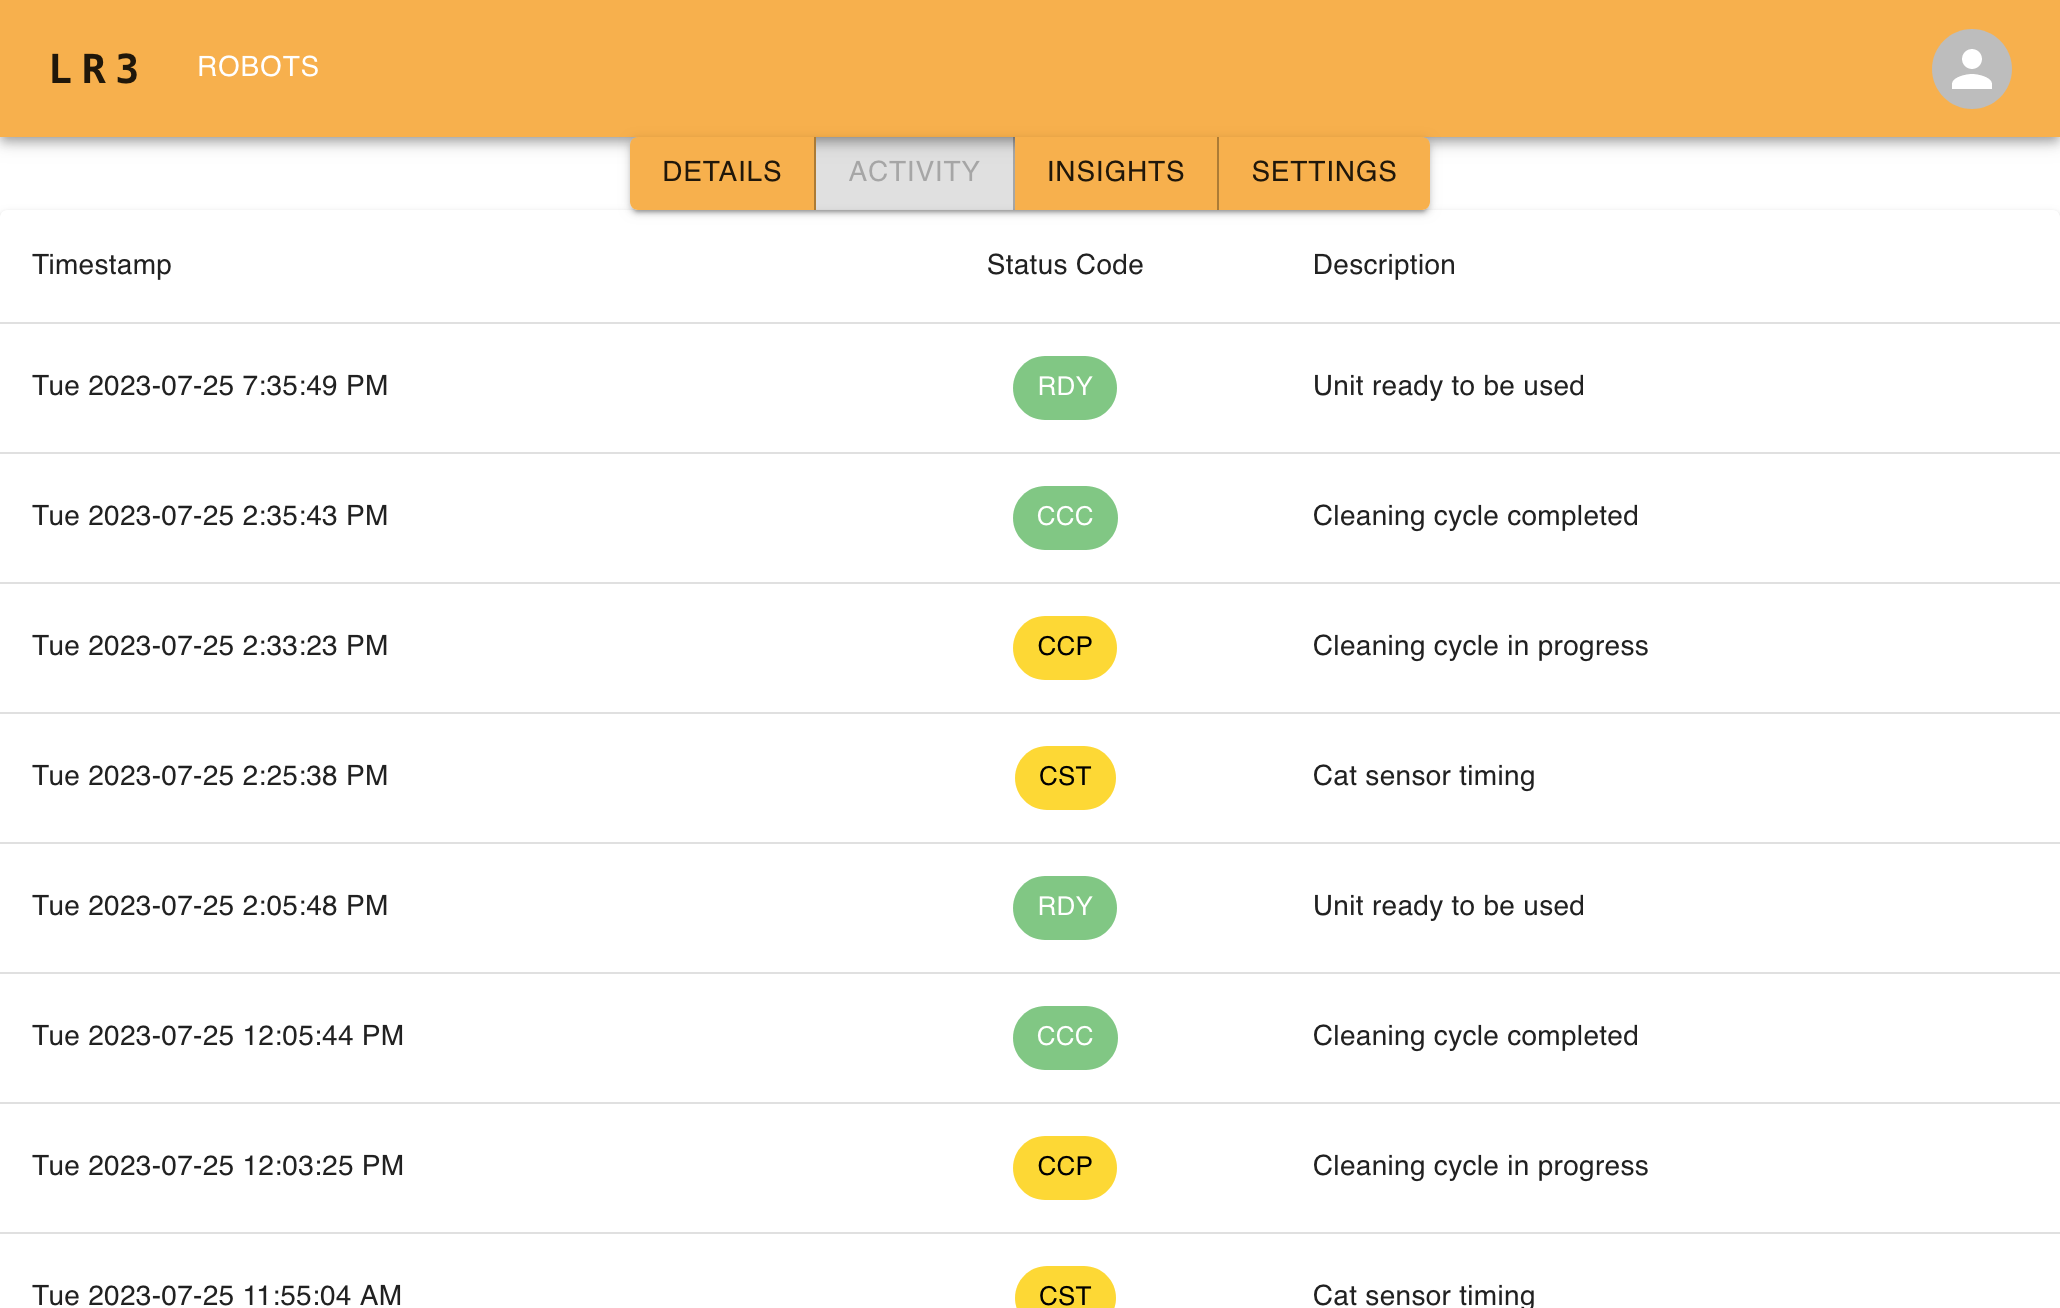 LR3 ROBOTS
DETAILS ACTIVITY INSIGHTS SETTINGS
Timestamp Status Code Description
Tue 2023-07-25 7:35:49 PM RDY Unit ready to be used
Tue 2023-07-25 2:35:43 PM CCC Cleaning cycle completed
Tue 2023-07-25 2:33:23 PM CCP Cleaning cycle in progress
Tue 2023-07-25 2:25:38 PM CST Cat sensor timing
Tue 2023-07-25 2:05:48 PM RDY Unit ready to be used
Tue 2023-07-25 12:05:44 PM CCC Cleaning cycle completed
Tue 2023-07-25 12:03:25 PM CCP Cleaning cycle in progress
Tue 2023-07-25 11:55:04 AM CST Cat sensor timing